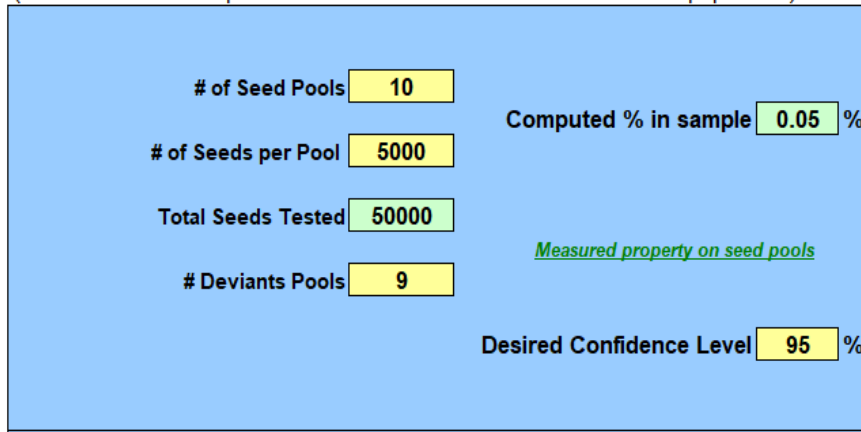 # of Seed Pools 10
Computed % in sample 0.05 %
# of Seeds per Pool 5000
Total Seeds Tested 50000
Measured property on seed pools
# Deviants Pools 9
Desired Confidence Level 95 %